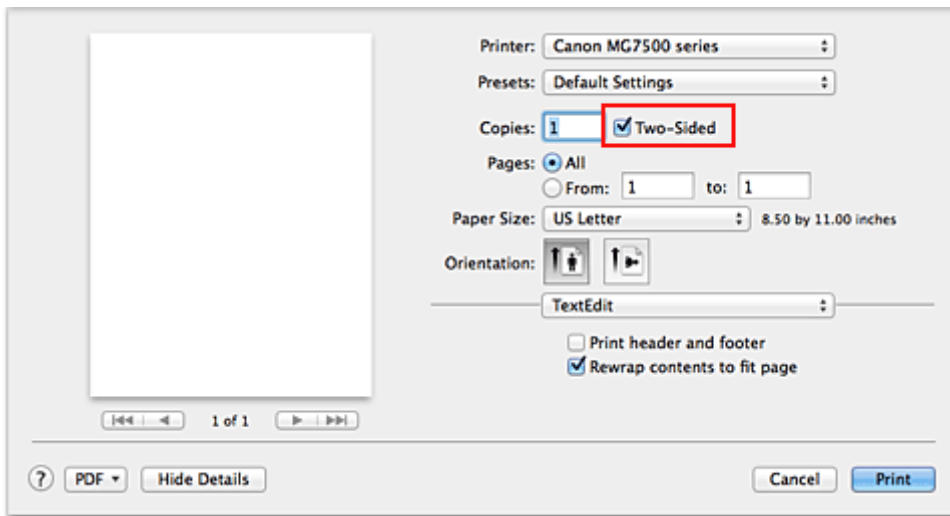 Printer: Canon MG7500 series
Presets: Default Settings
Copies: 1 Two-Sided
Pages: All
From: 1 to: 1
Paper Size: US Letter 8.50 by 11.00 inches
Orientation:
TextEdit
Print header and footer
Rewrap contents to fit page
1 of 1
? PDF Hide Details Cancel Print